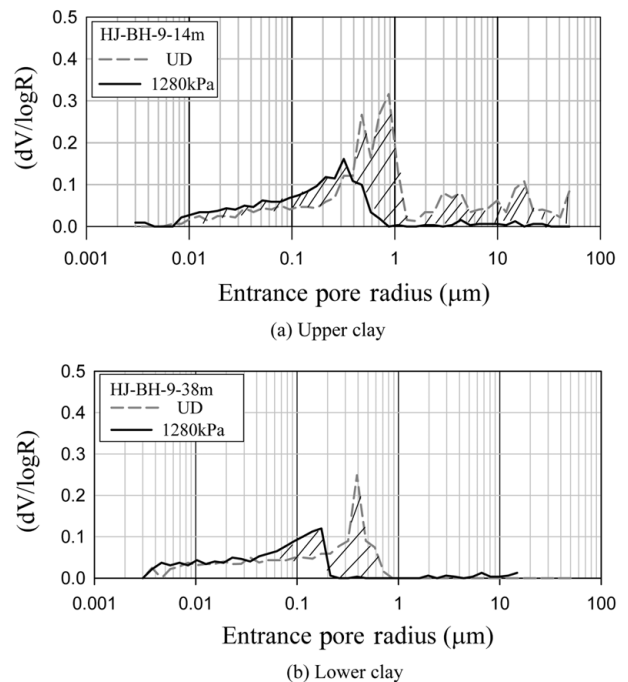 (dV/logR)
0.5
0.4
0.3
0.2
0.1
0.0
HJ-BH-9-14m
UD
1280kPa
0.001
0.01
0.1
1
10
100
Entrance pore radius (μm)
(a) Upper clay
(dV/logR)
0.5
0.4
0.3
0.2
0.1
0.0
HJ-BH-9-38m
UD
1280kPa
0.001
0.01
0.1
1
10
100
Entrance pore radius (μm)
(b) Lower clay